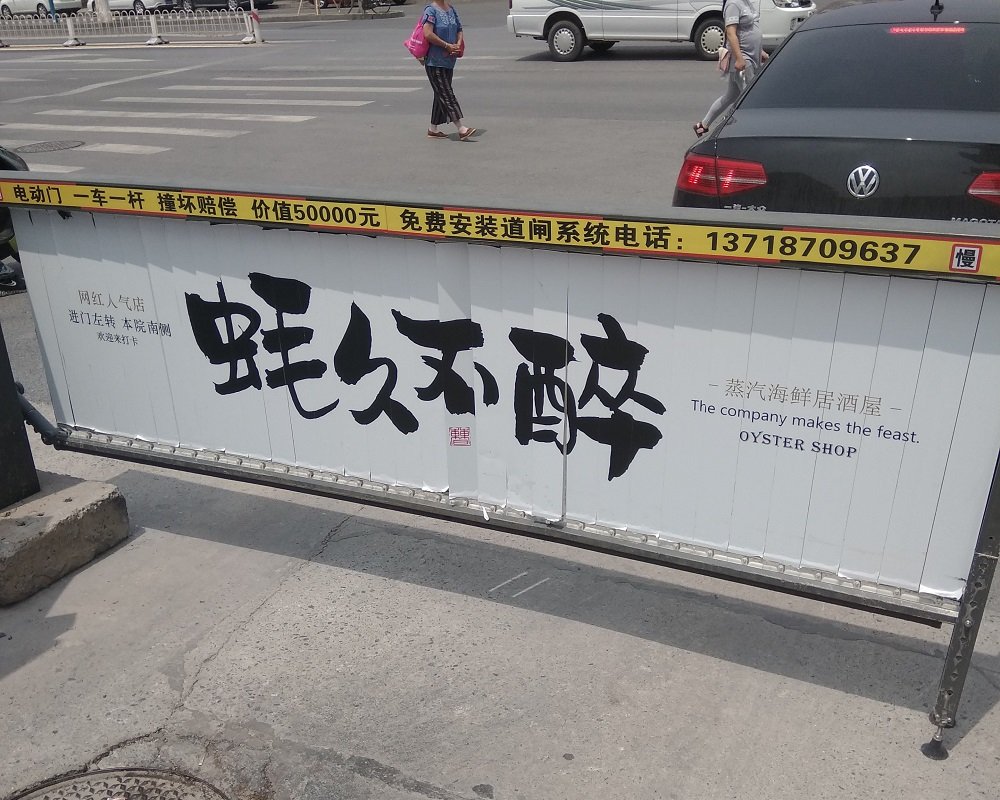 电动门 一车一杆 撞坏赔偿 价值50000元 免费安装道闸系统电话：13718709637 慢
网红人气店
进门左转 本院南侧
欢迎来打卡
蚝久不醉
- 蒸汽海鲜居酒屋 -
The company makes the feast.
OYSTER SHOP